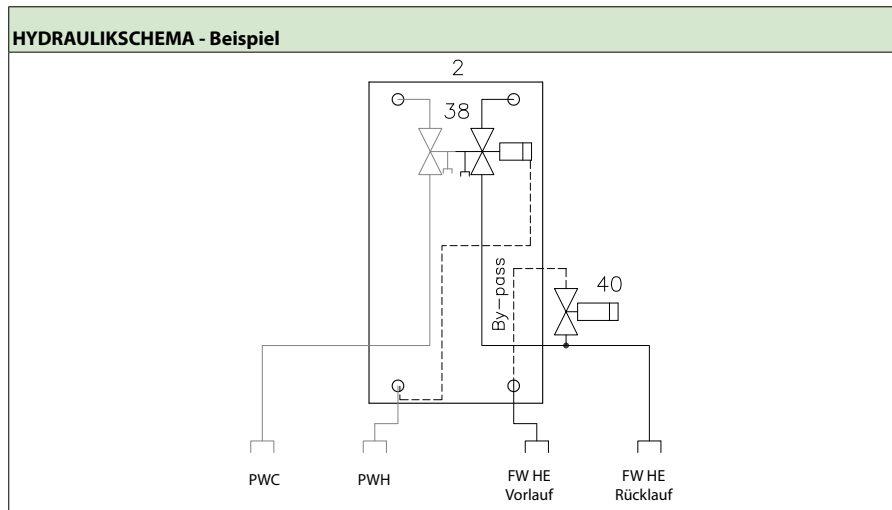 HYDRAULIKSCHEMA - Beispiel
2
38
By-pass
40
PWC
PWH
FW HE
Vorlauf
FW HE
Rücklauf